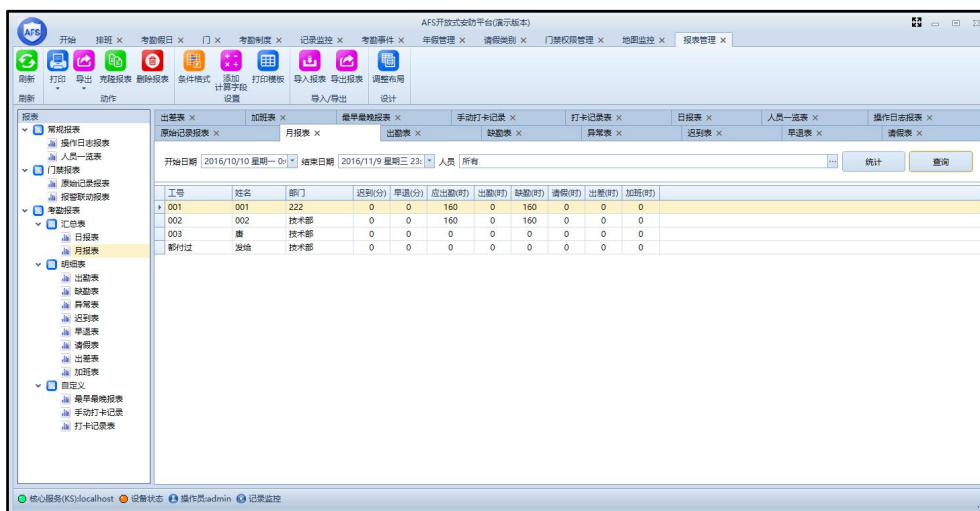 AFS开放式安防平台(演示版本)
AFS
开始 排班 × 考勤假日 × 门 × 考勤制度 × 记录监控 × 考勤事件 × 年假管理 × 请假类别 × 门禁权限管理 × 地图监控 × 报表管理 ×
刷新 打印 导出 克隆报表 删除报表 条件格式 添加计算字段 打印模板 导入报表 导出报表 调整布局
刷新 动作 设置 导入/导出 设计
报表
常规报表
操作日志报表
人员一览表
门禁报表
原始记录报表
报警联动报表
考勤报表
汇总表
日报表
月报表
明细表
出勤表
缺勤表
异常表
迟到表
早退表
请假表
出差表
加班表
自定义
最早最晚报表
手动打卡记录
打卡记录表
出差表 × 加班表 × 最早最晚报表 × 手动打卡记录 × 打卡记录表 × 日报表 × 人员一览表 × 操作日志报表 ×
原始记录报表 × 月报表 × 出勤表 × 缺勤表 × 异常表 × 迟到表 × 早退表 × 请假表 ×
开始日期 2016/10/10 星期一 0: 结束日期 2016/11/9 星期三 23: 人员 所有 ... 统计 查询
工号 姓名 部门 迟到(分) 早退(分) 应出勤(时) 出勤(时) 缺勤(时) 请假(时) 出差(时) 加班(时)
001 001 222 0 0 160 0 160 0 0 0
002 002 技术部 0 0 160 0 160 0 0 0
003 唐 技术部 0 0 0 0 0 0 0 0
都付过 发给 技术部 0 0 0 0 0 0 0 0
核心服务(KS):localhost 设备状态 操作员:admin 记录监控